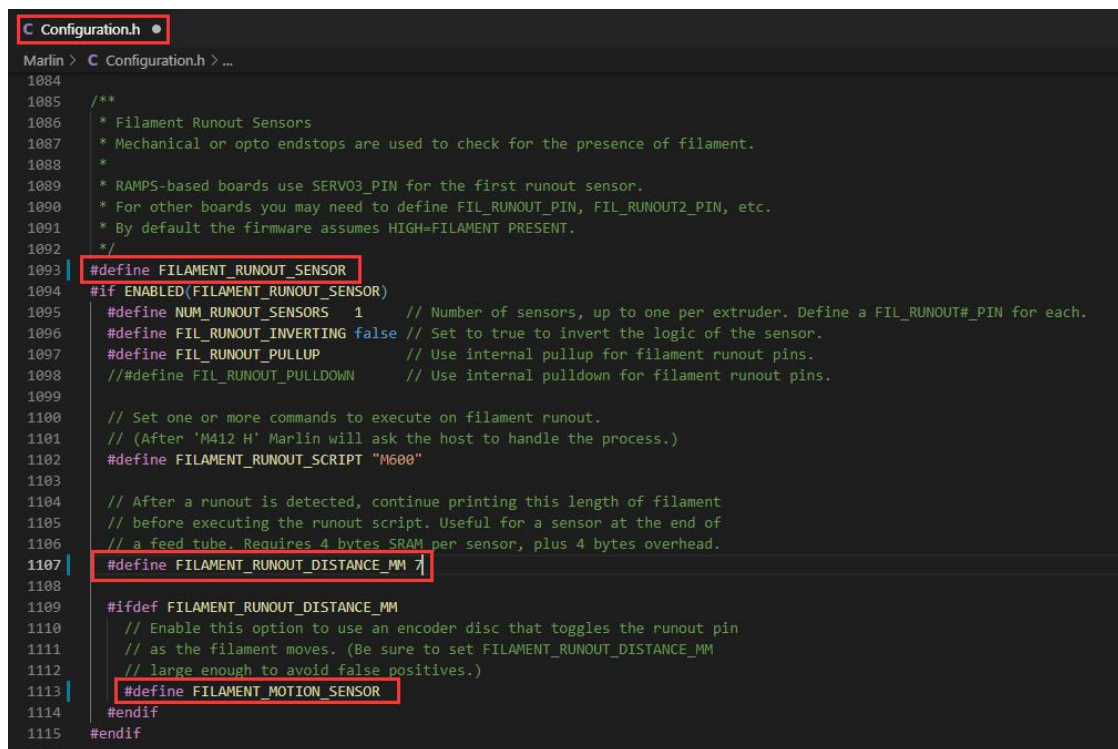 C Configuration.h ●
Marlin > C Configuration.h > ...
1084
1085 /**
1086 * Filament Runout Sensors
1087 * Mechanical or opto endstops are used to check for the presence of filament.
1088 *
1089 * RAMPS-based boards use SERVO3_PIN for the first runout sensor.
1090 * For other boards you may need to define FIL_RUNOUT_PIN, FIL_RUNOUT2_PIN, etc.
1091 * By default the firmware assumes HIGH=FILAMENT PRESENT.
1092 */
1093 #define FILAMENT_RUNOUT_SENSOR
1094 #if ENABLED(FILAMENT_RUNOUT_SENSOR)
1095 #define NUM_RUNOUT_SENSORS 1 // Number of sensors, up to one per extruder. Define a FIL_RUNOUT#_PIN for each.
1096 #define FIL_RUNOUT_INVERTING false // Set to true to invert the logic of the sensor.
1097 #define FIL_RUNOUT_PULLUP // Use internal pullup for filament runout pins.
1098 //#define FIL_RUNOUT_PULLDOWN // Use internal pulldown for filament runout pins.
1099
1100 // Set one or more commands to execute on filament runout.
1101 // (After 'M412 H' Marlin will ask the host to handle the process.)
1102 #define FILAMENT_RUNOUT_SCRIPT "M600"
1103
1104 // After a runout is detected, continue printing this length of filament
1105 // before executing the runout script. Useful for a sensor at the end of
1106 // a feed tube. Requires 4 bytes SRAM per sensor, plus 4 bytes overhead.
1107 #define FILAMENT_RUNOUT_DISTANCE_MM 7
1108
1109 #ifdef FILAMENT_RUNOUT_DISTANCE_MM
1110 // Enable this option to use an encoder disc that toggles the runout pin
1111 // as the filament moves. (Be sure to set FILAMENT_RUNOUT_DISTANCE_MM
1112 // large enough to avoid false positives.)
1113 #define FILAMENT_MOTION_SENSOR
1114 #endif
1115 #endif